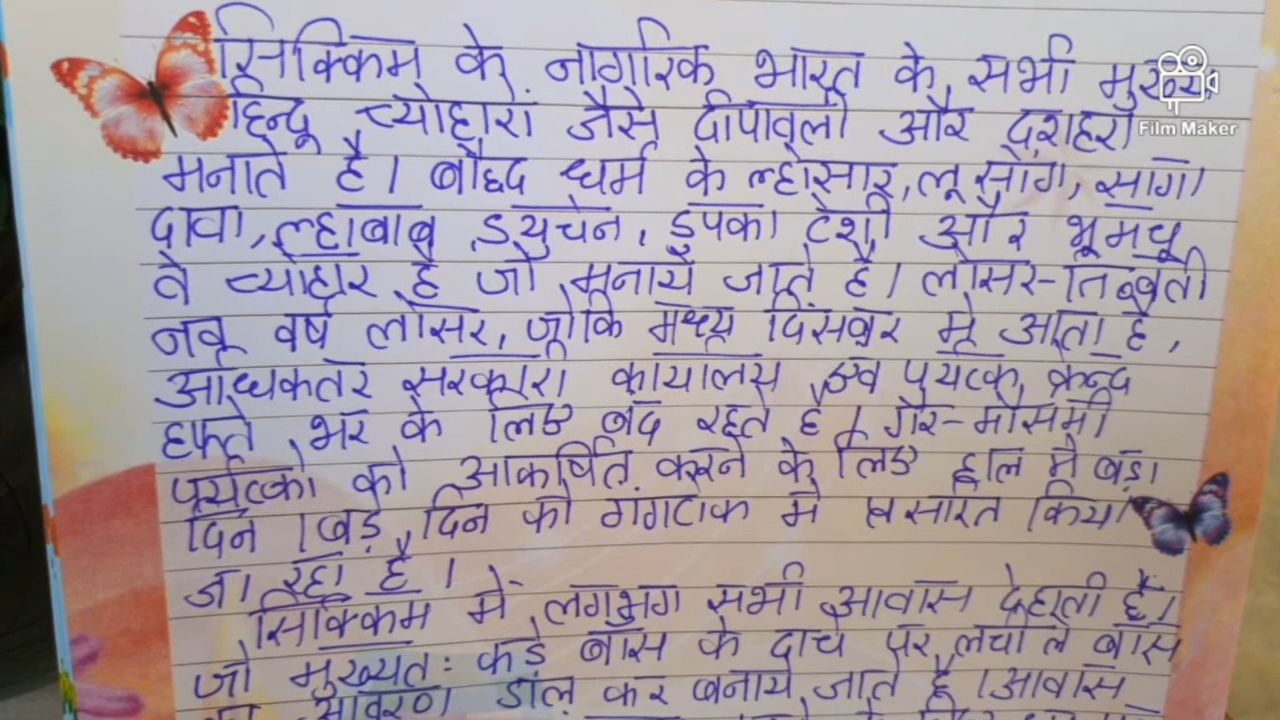 सिक्किम के नागरिक भारत के सभी मुख्य
हिन्दू त्योहारों जैसे दीपावली और दशहरा
मनाते है। बौद्ध धर्म के ल्होसार, लूसोंग, सागा
दावा, ल्हाबाब ड्युचेन, डुपका टेशी और भूमचू
वे त्योहार है जो मनाये जाते है। लोसर-तिब्बती
नव वर्ष लोसर, जोकि मध्य दिसंबर में आता है,
अधिकतर सरकारी कार्यालय एवं पर्यटक केन्द्र
हफ्ते भर के लिए बंद रहते है। गैर-मौसमी
पर्यटको को आकर्षित करने के लिए हाल में बड़ा
दिन। बड़े दिन को गंगटोक में प्रसारित किया
जा रहा है।
सिक्किम में लगभग सभी आवास देहाती हैं।
जो मुख्यत: कड़े बांस के ढाचे पर लचीले बांस
का आवरण डाल कर बनाये जाते है। आवास
Film Maker